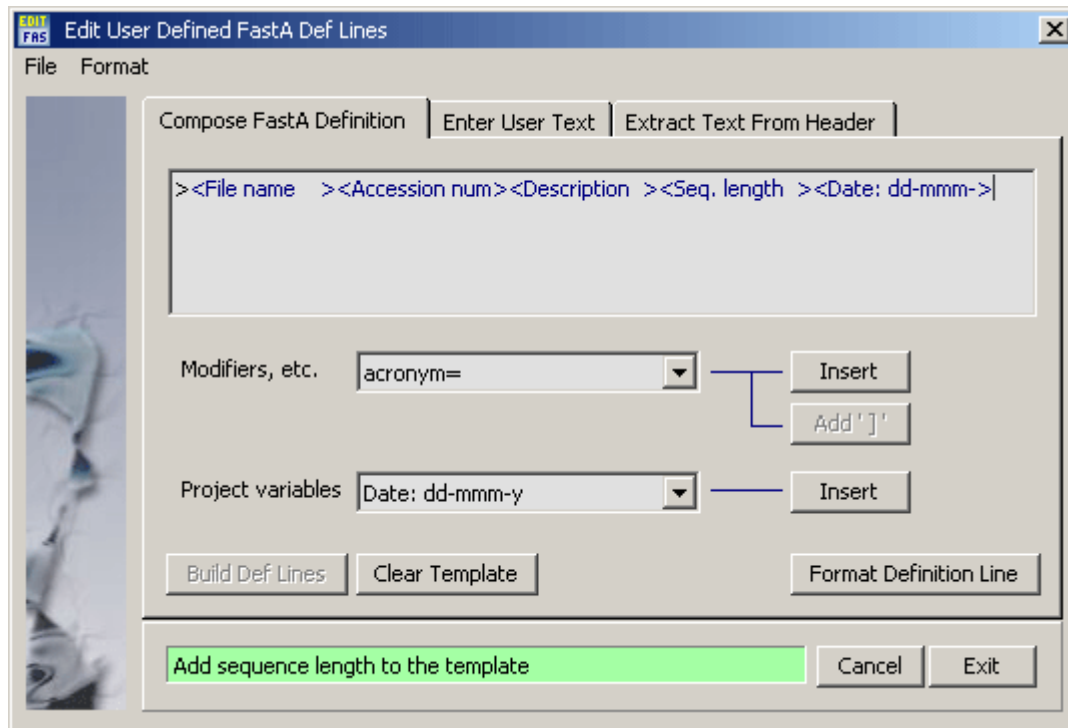 EDIT
FAS
Edit User Defined FastA Def Lines
File Format
Compose FastA Definition Enter User Text Extract Text From Header
><File name    ><Accession num><Description  ><Seq. length  ><Date: dd-mmm->
Modifiers, etc. acronym= Insert
Add ' ] '
Project variables Date: dd-mmm-y Insert
Build Def Lines Clear Template Format Definition Line
Add sequence length to the template Cancel Exit